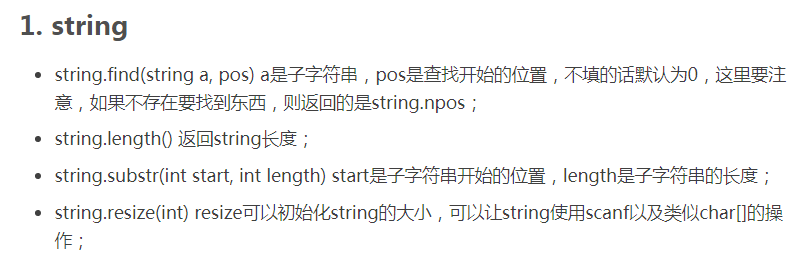 1. string
string.find(string a, pos) a是子字符串，pos是查找开始的位置，不填的话默认为0，这里要注
意，如果不存在要找到东西，则返回的是string.npos；
string.length() 返回string长度；
string.substr(int start, int length) start是子字符串开始的位置，length是子字符串的长度；
string.resize(int) resize可以初始化string的大小，可以让string使用scanf以及类似char[]的操
作；